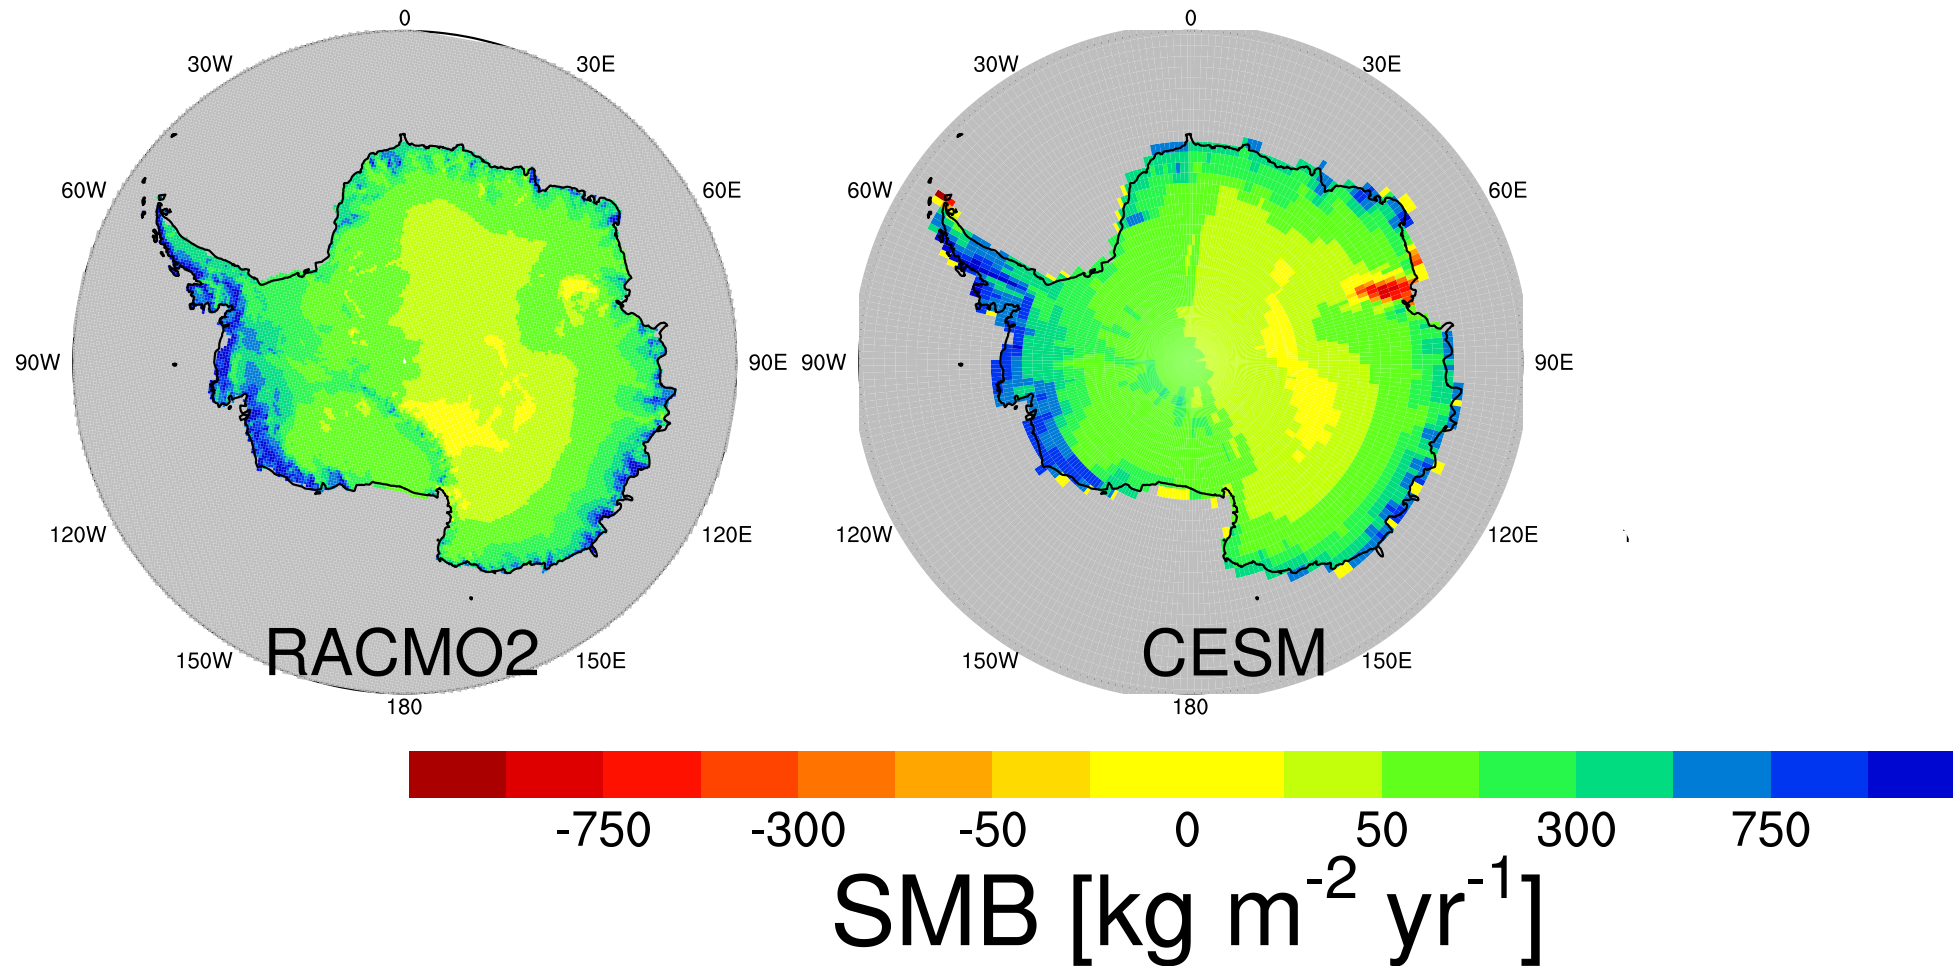 0 0
30W 30E 30W 30E
60W 60E 60W 60E
90W 90E 90W 90E
120W 120E 120W 120E
150W RACMO2 150E 150W CESM 150E
180 180
-750 -300 -50 0 50 300 750
SMB [kg m-2 yr-1]